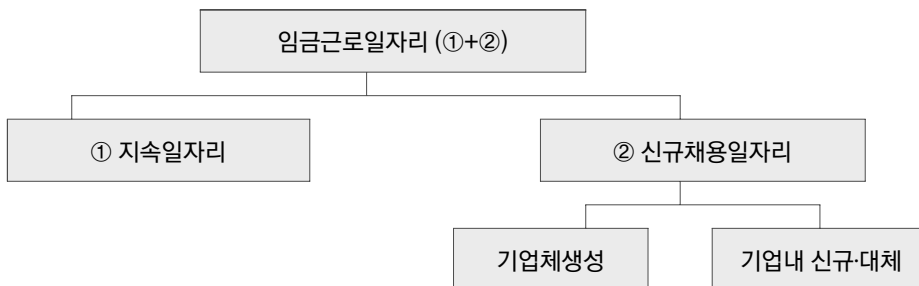 임금근로일자리 (①+②)
① 지속일자리
② 신규채용일자리
기업체생성
기업내 신규·대체